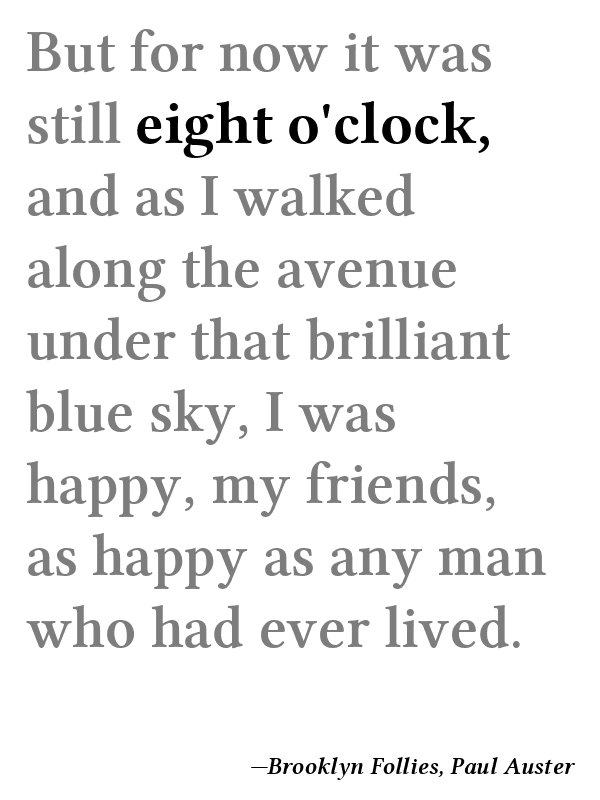 But for now it was
still eight o'clock,
and as I walked
along the avenue
under that brilliant
blue sky, I was
happy, my friends,
as happy as any man
who had ever lived.
—Brooklyn Follies, Paul Auster